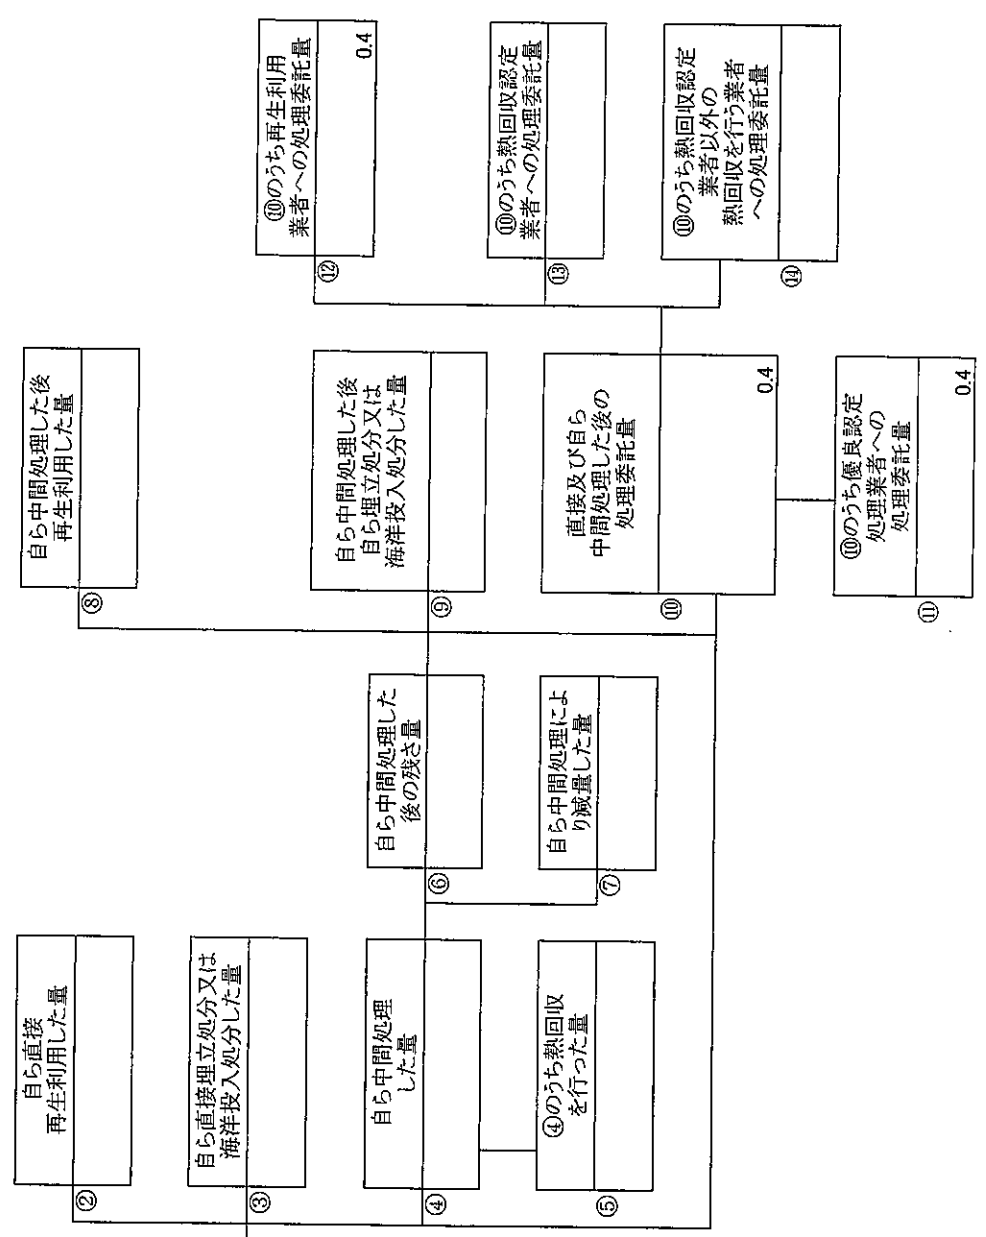 ②
自ら直接
再生利用した量
③
自ら直接埋立処分又は
海洋投入処分した量
④
自ら中間処理
した量
⑤
④のうち熱回収
を行った量
⑥
自ら中間処理した
後の残さ量
⑦
自ら中間処理によ
り減量した量
⑧
自ら中間処理した後
再生利用した量
⑨
自ら中間処理した後
自ら埋立処分又は
海洋投入処分した量
⑩
直接及び自ら
中間処理した後の
処理委託量
0.4
⑪
⑩のうち優良認定
処理業者への
処理委託量
0.4
⑫
⑩のうち再生利用
業者への処理委託量
0.4
⑬
⑩のうち熱回収認定
業者への処理委託量
⑭
⑩のうち熱回収認定
業者以外の
熱回収を行う業者
への処理委託量